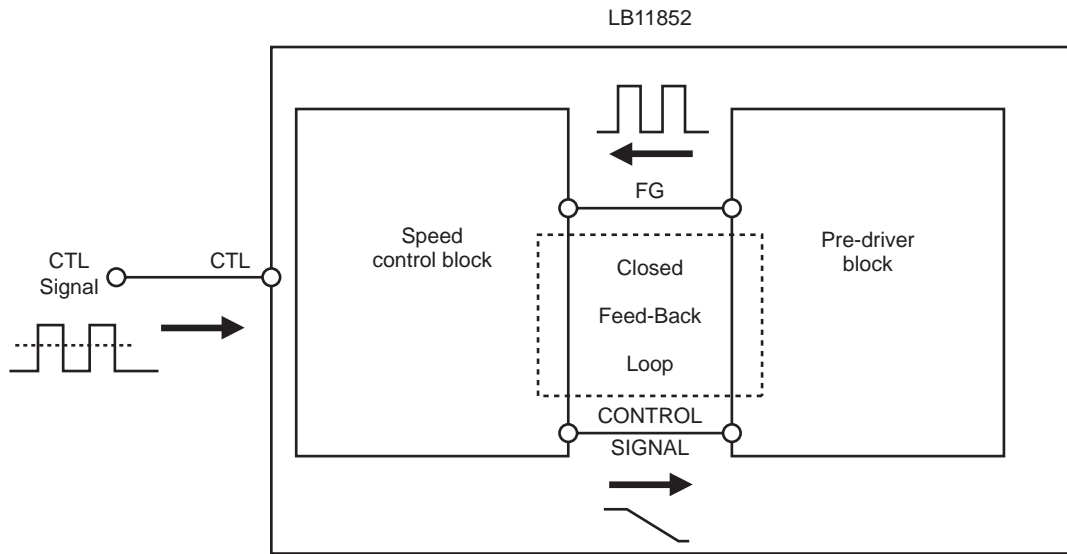 LB11852
FG
Speed
control block
Pre-driver
block
CTL
Signal
CTL
Closed
Feed-Back
Loop
CONTROL
SIGNAL